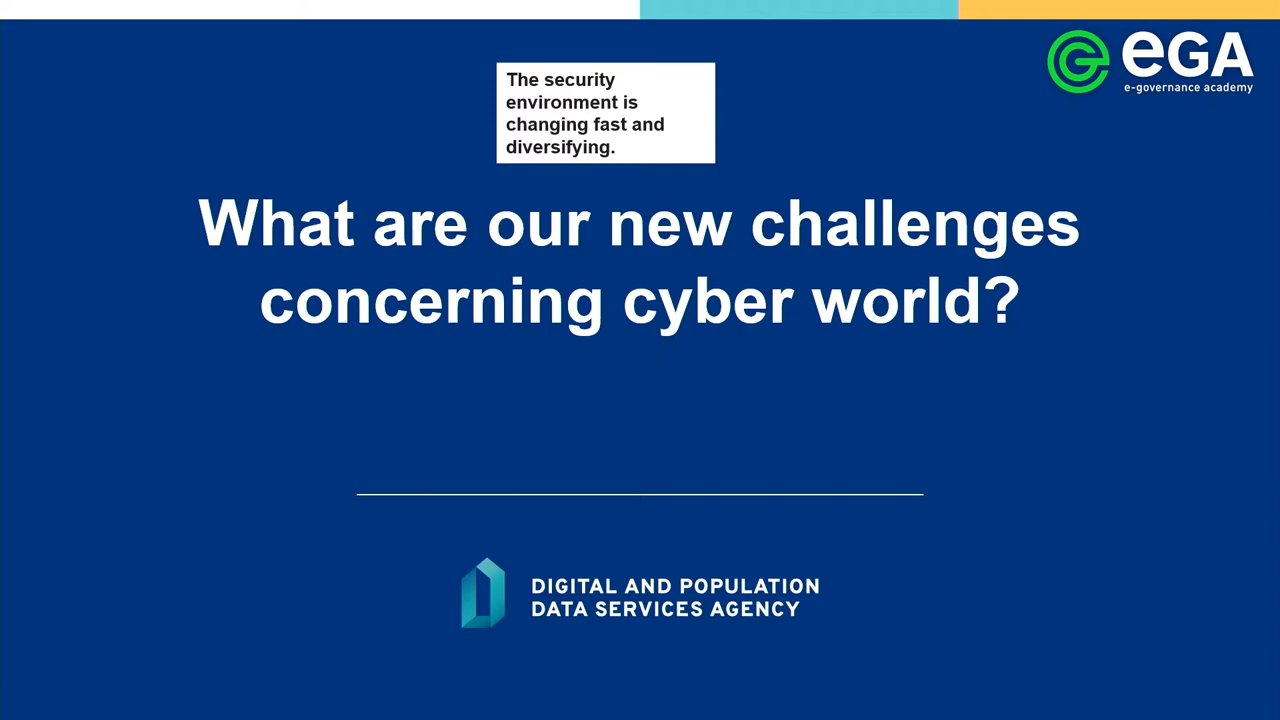 eGA
e-governance academy
The security
environment is
changing fast and
diversifying.
What are our new challenges
concerning cyber world?
DIGITAL AND POPULATION
DATA SERVICES AGENCY